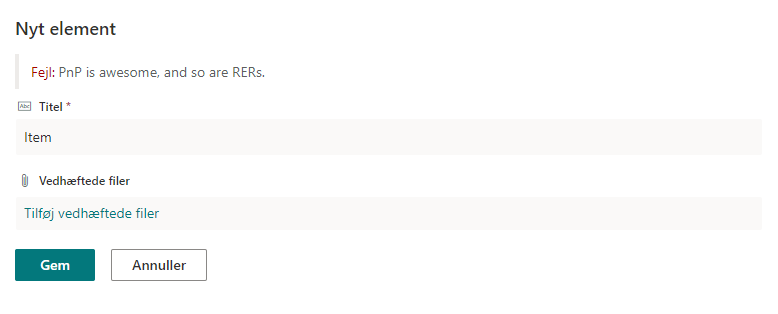 Nyt element
Fejl: PnP is awesome, and so are RERs.
Abc Titel *
Item
Vedhæftede filer
Tilføj vedhæftede filer
Gem Annuller